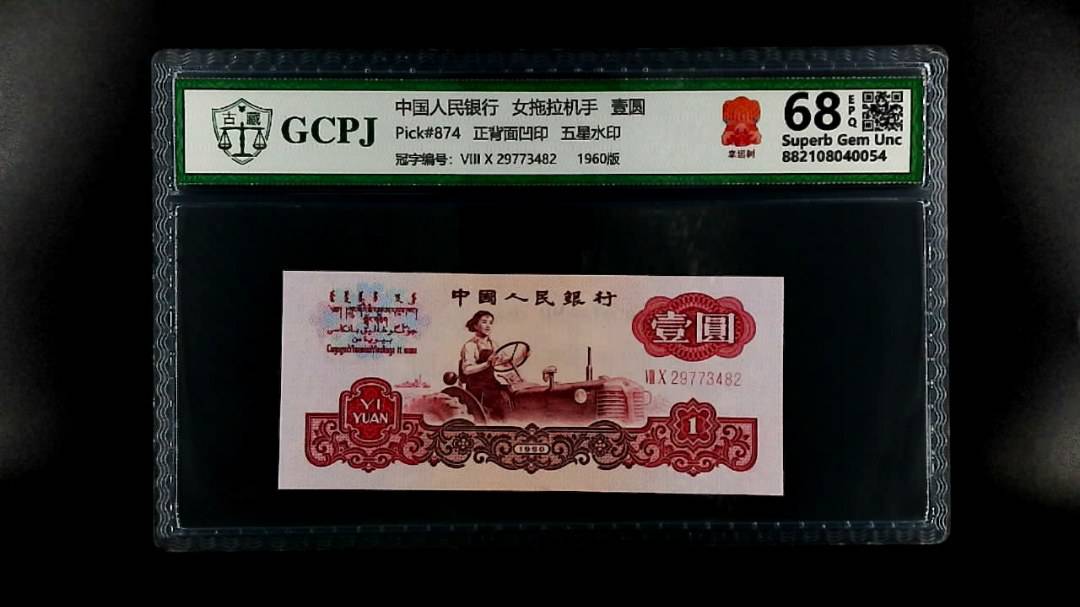 古藏
GCPJ
中国人民银行 女拖拉机手 壹圆
Pick#874 正背面凹印 五星水印
冠字编号: VIII X 29773482 1960版
幸运树
68 EPQ
Superb Gem Unc
882108040054
中國人民銀行
壹圓
VIII X 29773482
YI
YUAN
1
1960